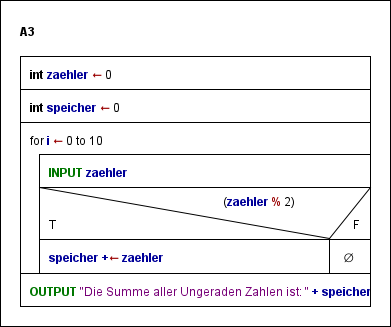 A3
int zaehler ← 0
int speicher ← 0
for i ← 0 to 10
INPUT zaehler
(zaehler % 2)
T F
speicher +← zaehler ∅
OUTPUT "Die Summe aller Ungeraden Zahlen ist:" + speicher